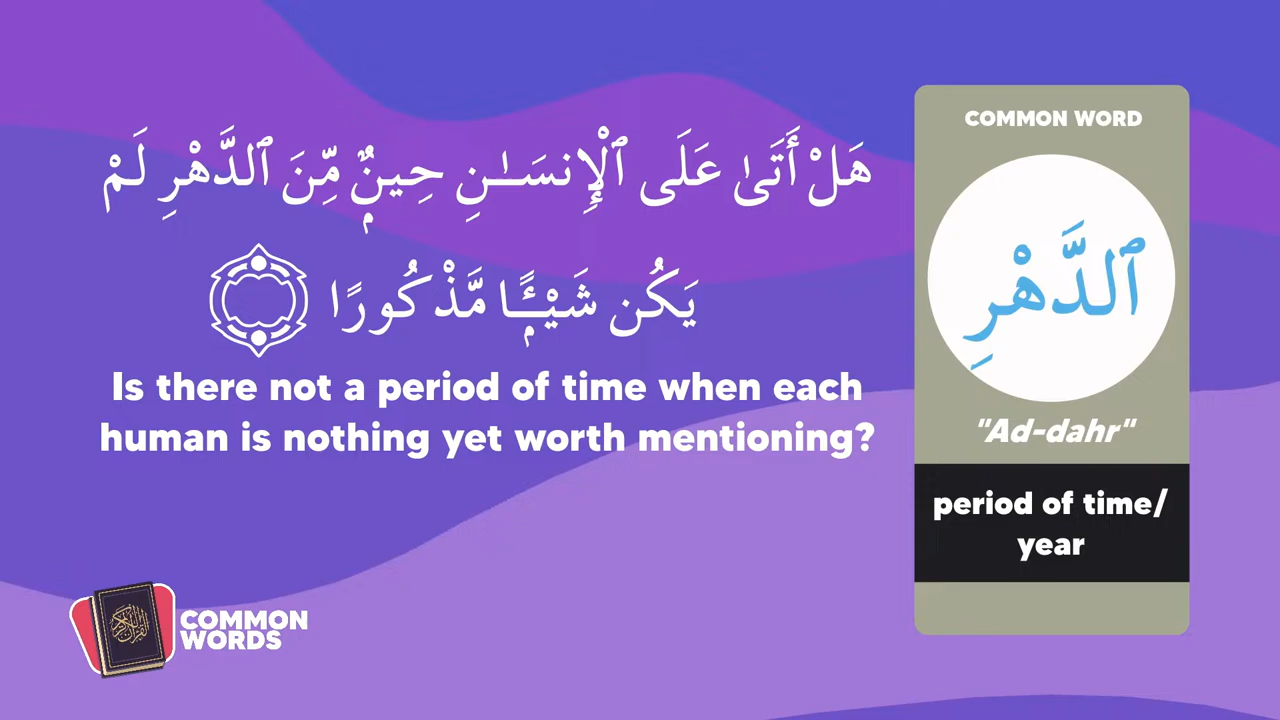 هَلْ أَتَىٰ عَلَى ٱلْإِنسَـٰنِ حِينٌۭ مِّنَ ٱلدَّهْرِ لَمْ
يَكُن شَيْـًۭٔا مَّذْكُورًا
Is there not a period of time when each
human is nothing yet worth mentioning?
COMMON WORD
ٱلدَّهْرِ
"Ad-dahr"
period of time/
year
COMMON
WORDS